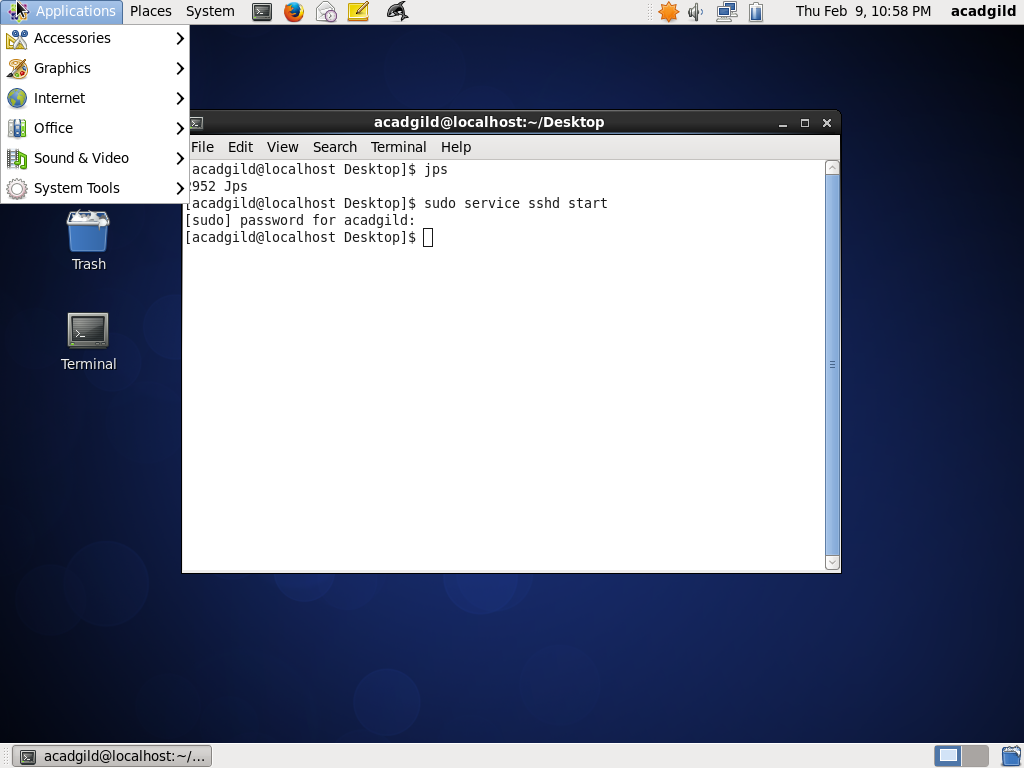 Applications Places System Thu Feb 9, 10:58 PM acadgild
Accessories
Graphics
Internet
Office
Sound & Video
System Tools
Trash
Terminal
acadgild@localhost:~/Desktop
File Edit View Search Terminal Help
acadgild@localhost Desktop]$ jps
2952 Jps
[acadgild@localhost Desktop]$ sudo service sshd start
[sudo] password for acadgild:
[acadgild@localhost Desktop]$
acadgild@localhost:~/...